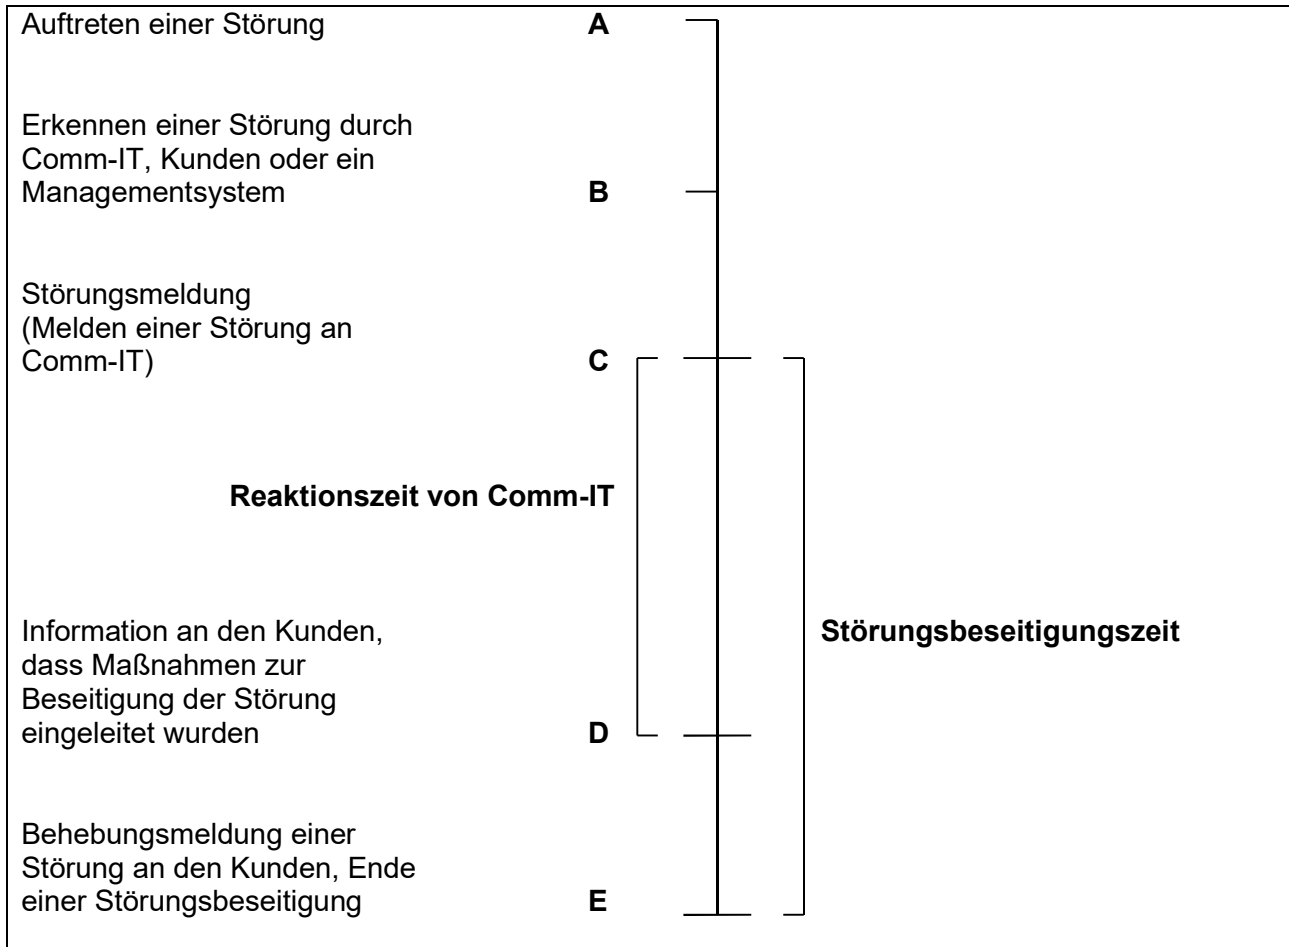 Auftreten einer Störung A
Erkennen einer Störung durch
Comm-IT, Kunden oder ein
Managementsystem B
Störungsmeldung
(Melden einer Störung an
Comm-IT) C
Reaktionszeit von Comm-IT
Information an den Kunden, Störungsbeseitigungszeit
dass Maßnahmen zur
Beseitigung der Störung
eingeleitet wurden D
Behebungsmeldung einer
Störung an den Kunden, Ende
einer Störungsbeseitigung E